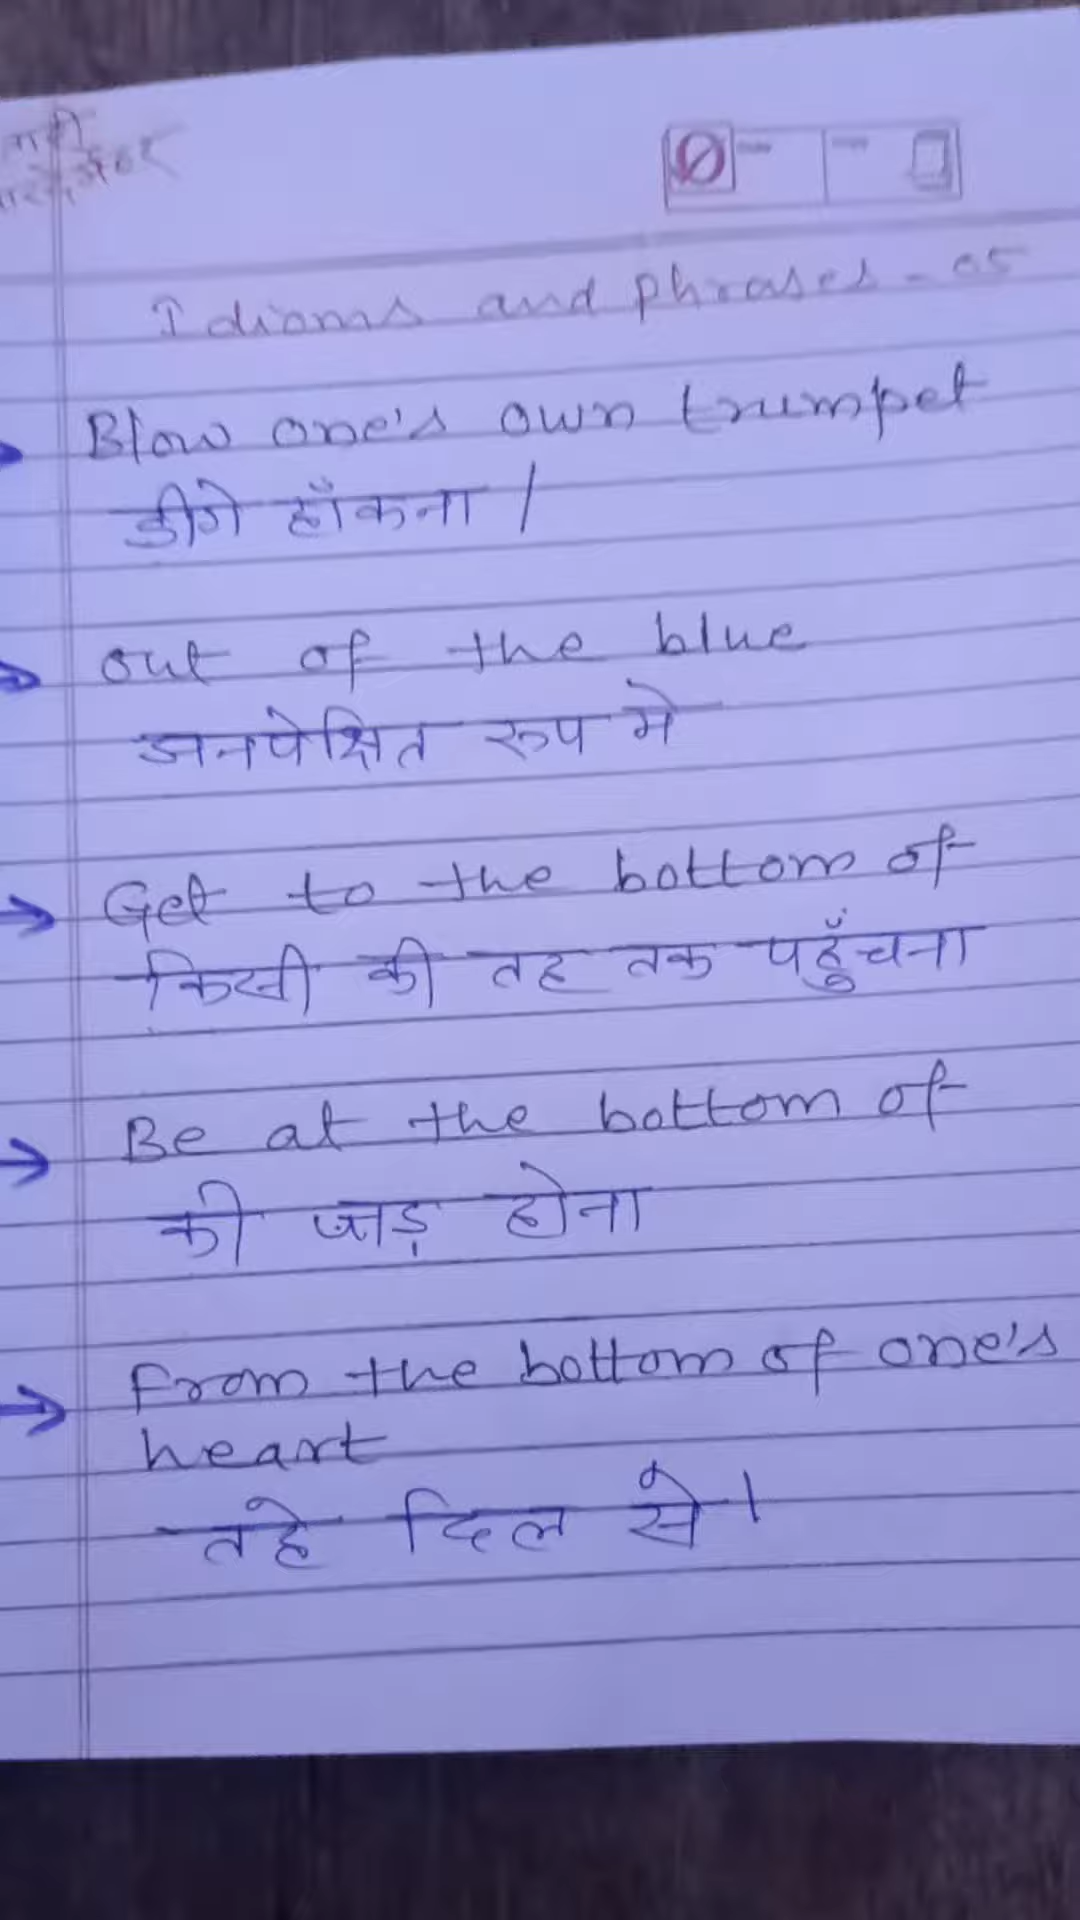 Idioms and phrases - 05
Blow one's own trumpet
डीगे हाँकना /
out of the blue
अनपेक्षित रुप मे
Get to the bottom of
किसी की तह तक पहुँचना
Be at the bottom of
की जड़ होना
from the bottom of one's
heart
तहे दिल से।